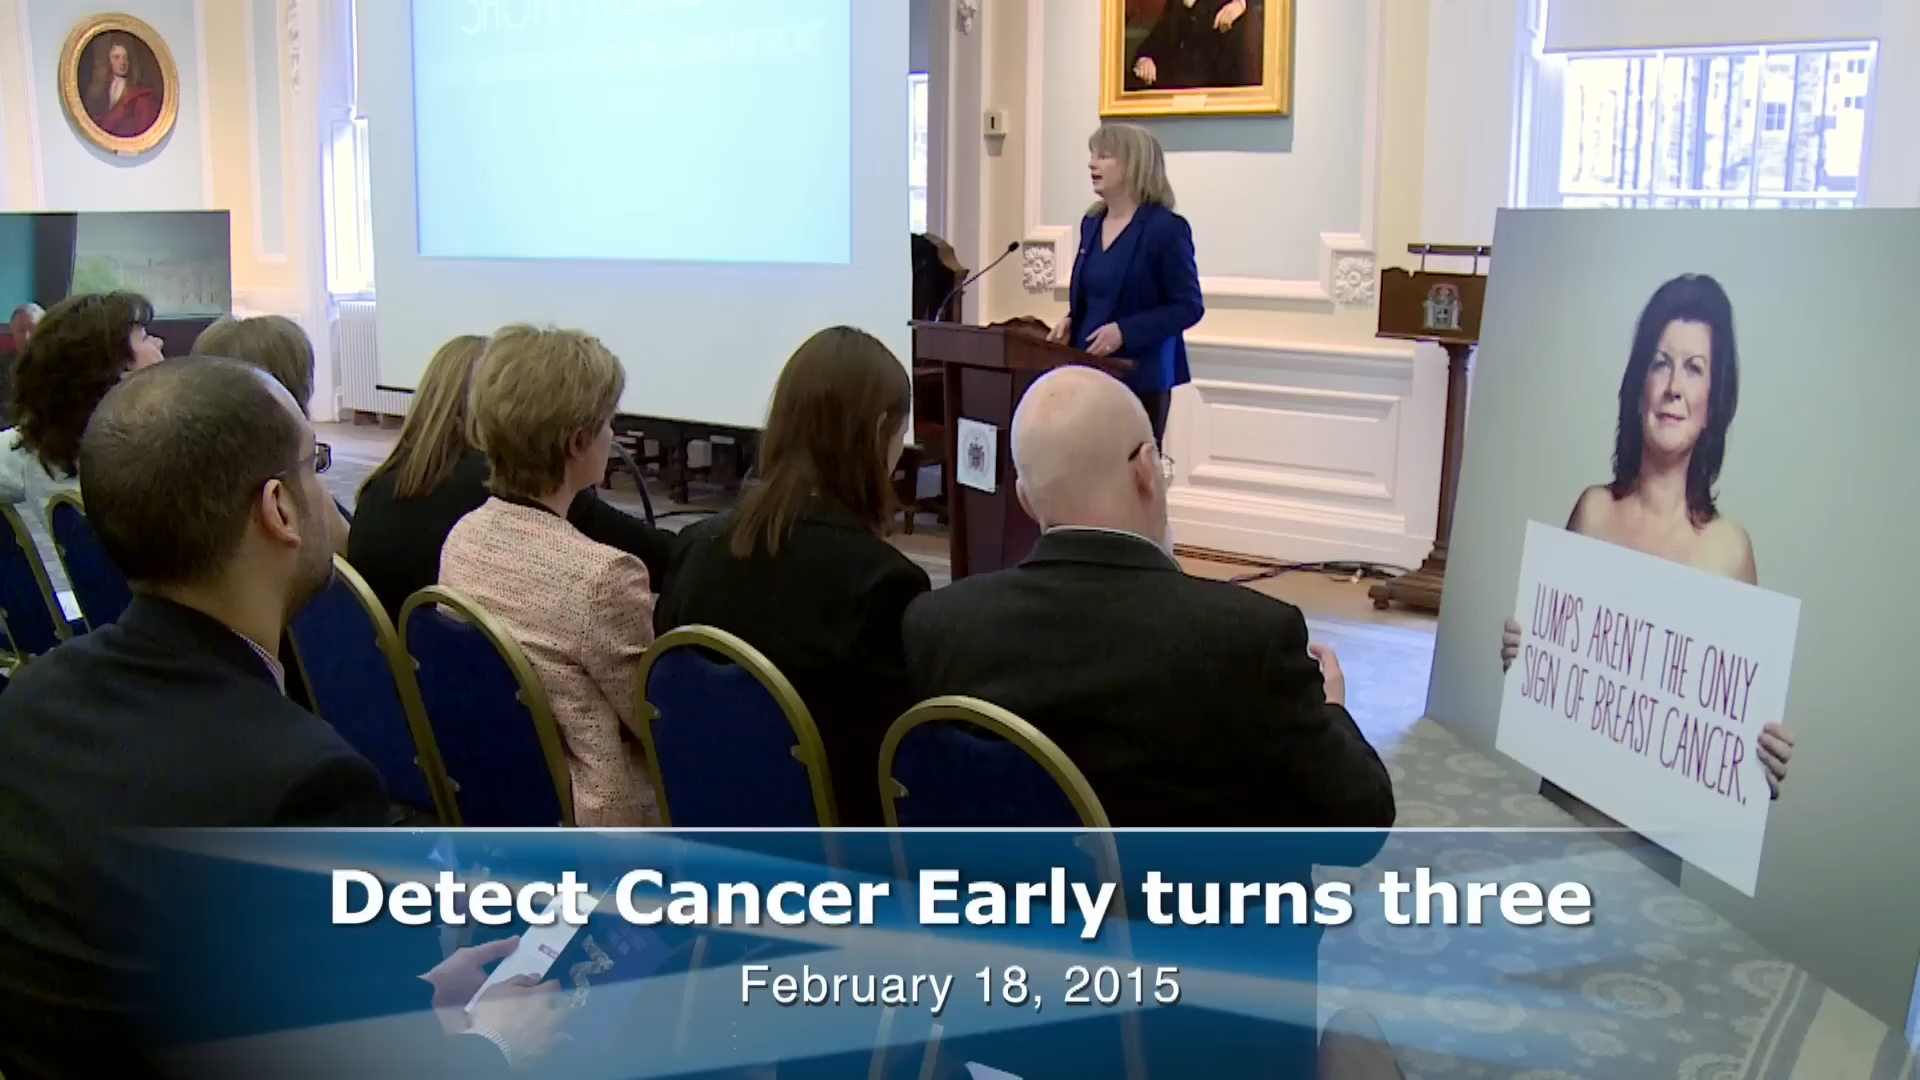 LUMPS AREN'T THE ONLY
SIGN OF BREAST CANCER.
Detect Cancer Early turns three
February 18, 2015